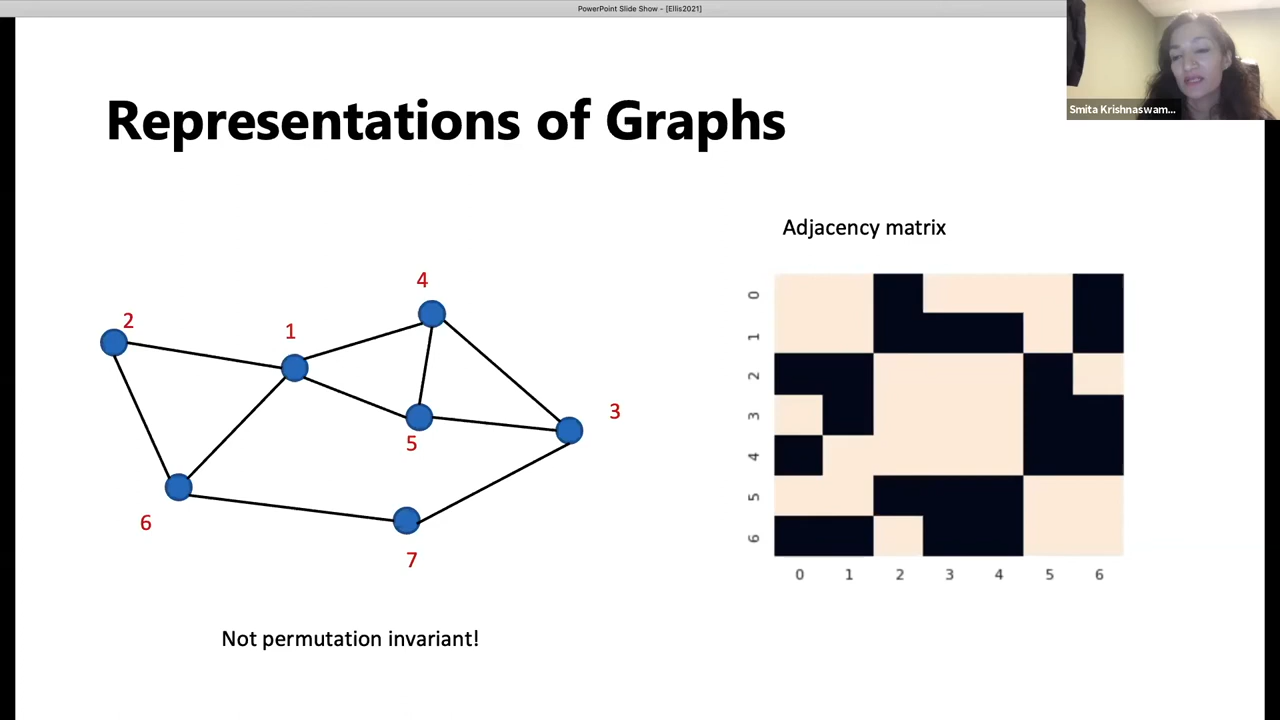 PowerPoint Slide Show - [Ellis2021]
Smita Krishnaswam...
Representations of Graphs
Adjacency matrix
4
2
1
3
5
6
7
0
1
2
3
4
5
6
0 1 2 3 4 5 6
Not permutation invariant!